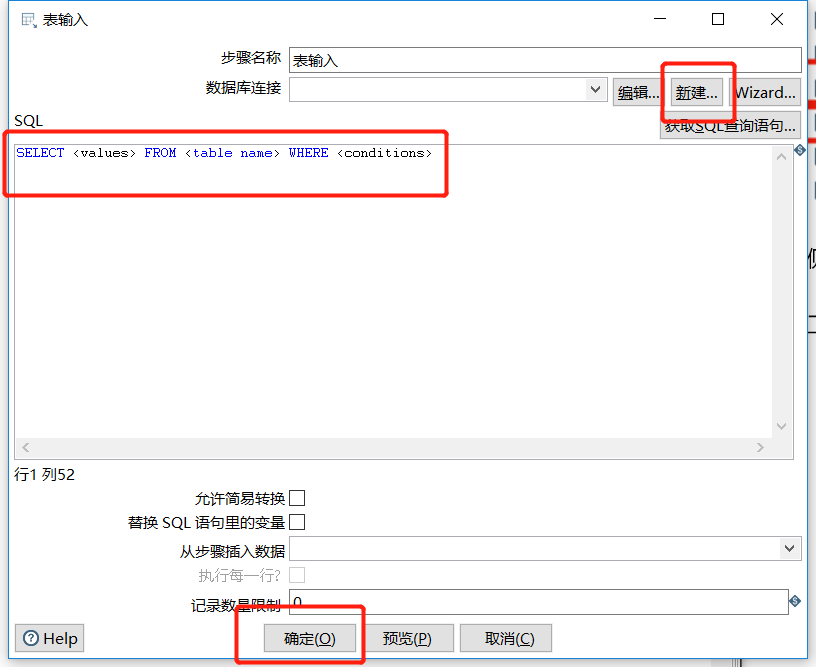 表输入
步骤名称 表输入
数据库连接 编辑... 新建... Wizard...
SQL 获取SQL查询语句...
SELECT <values> FROM <table name> WHERE <conditions>
行1 列52
允许简易转换
替换 SQL 语句里的变量
从步骤插入数据
执行每一行?
记录数量限制 0
Help 确定(O) 预览(P) 取消(C)